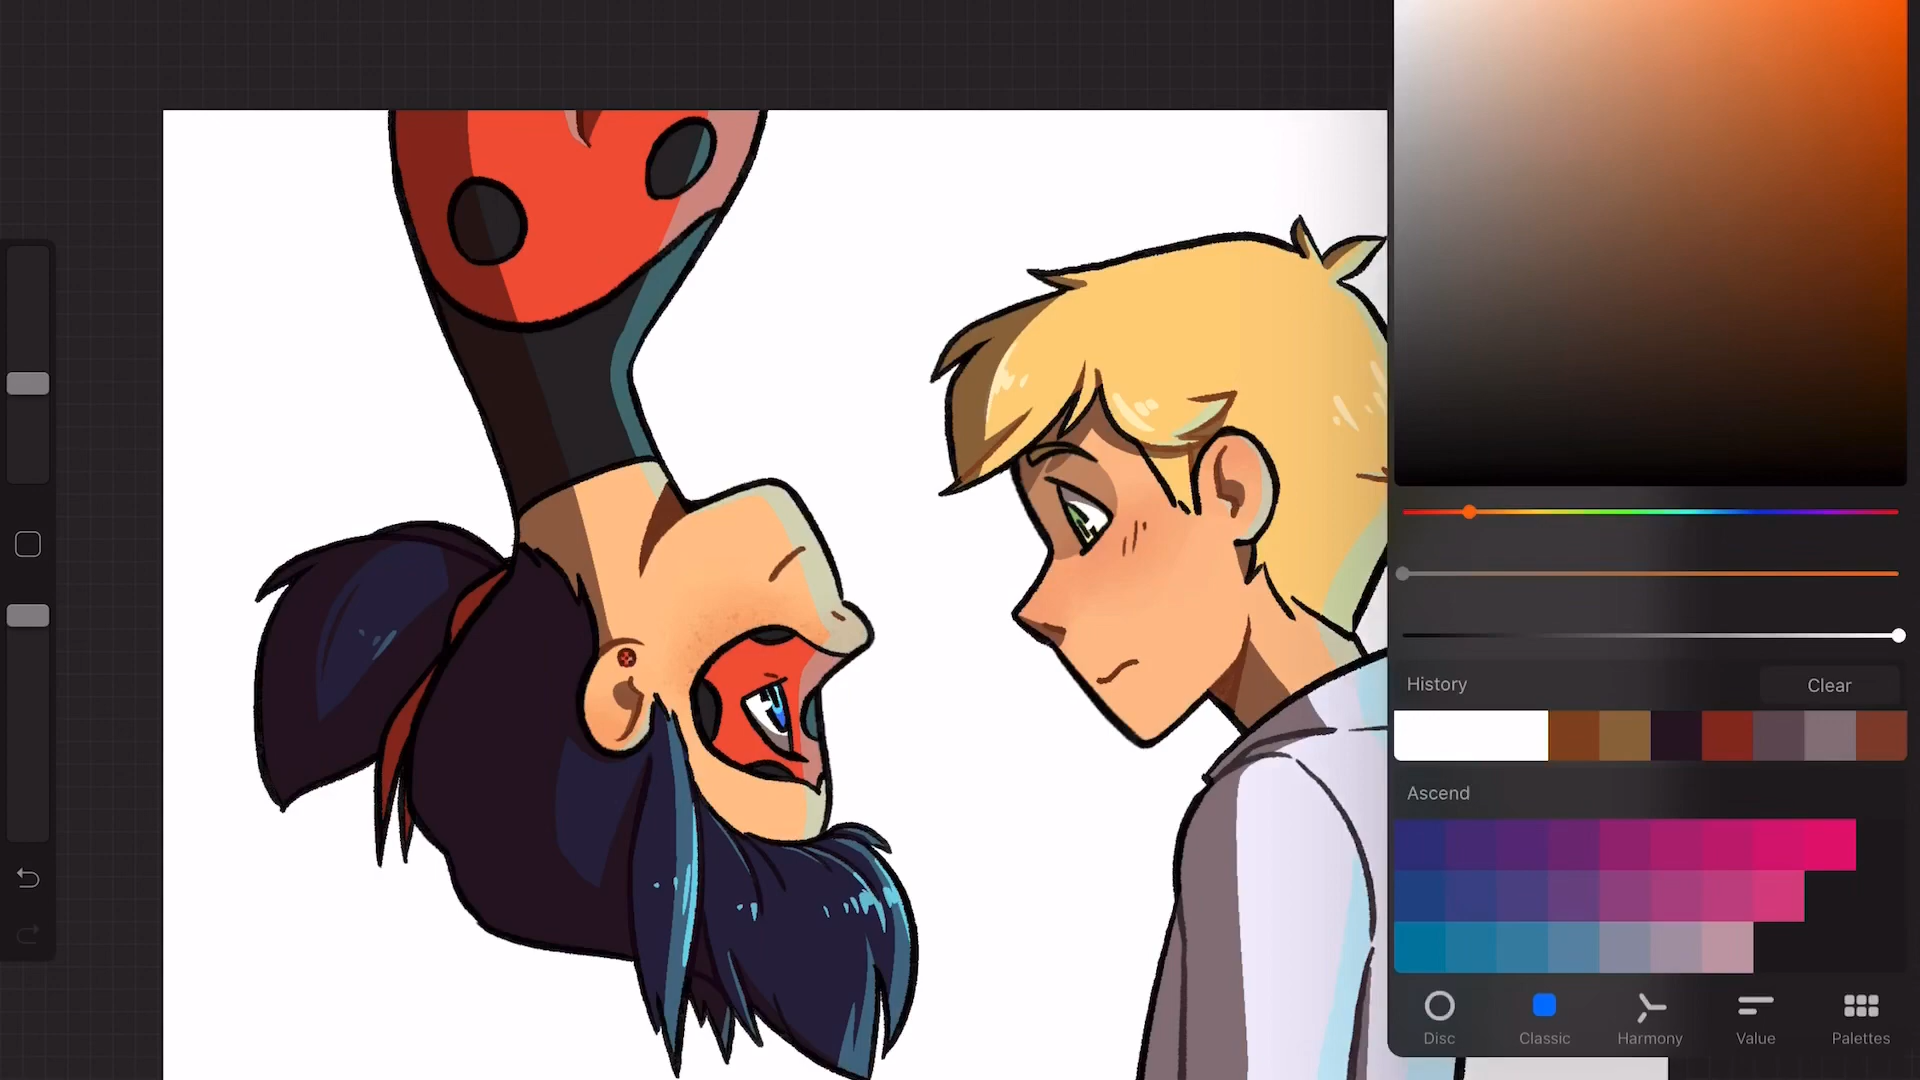 History
Clear
Ascend
Disc
Classic
Harmony
Value
Palettes